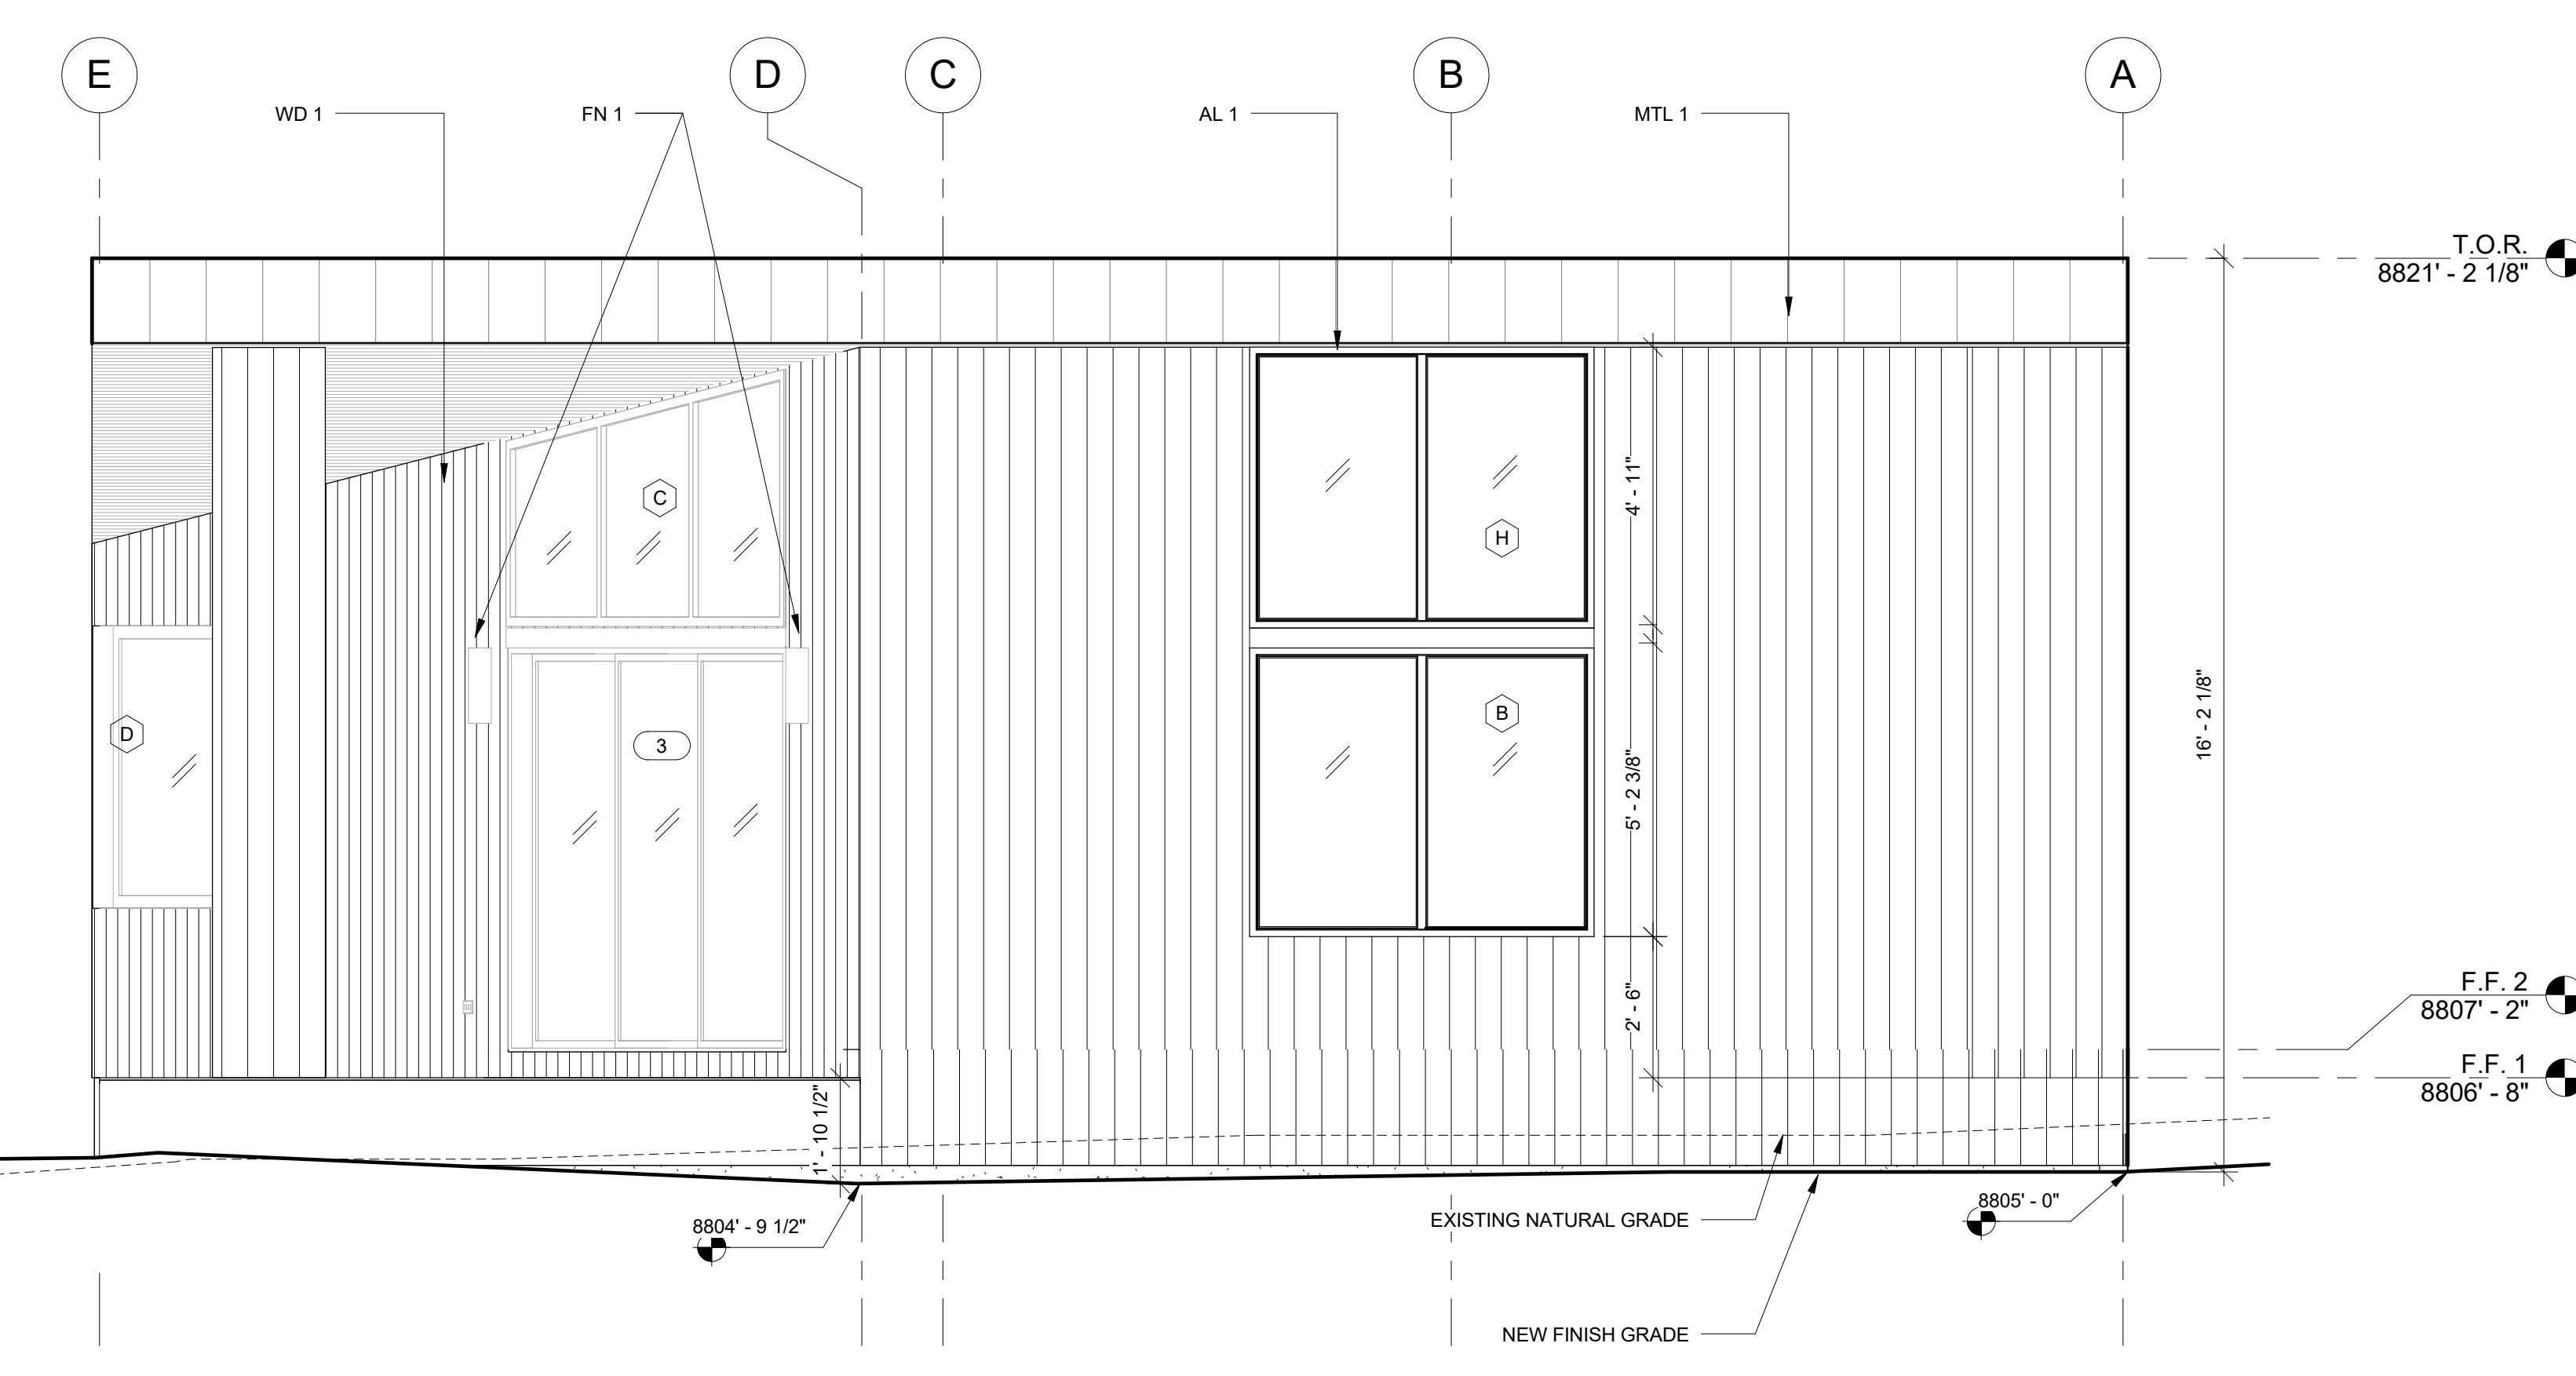 E
D
C
B
A
WD 1
FN 1
AL 1
MTL 1
T.O.R.
8821' - 2 1/8"
C
H
4' - 11"
D
3
B
5' - 2 3/8"
16' - 2 1/8"
2' - 6"
F.F. 2
8807' - 2"
F.F. 1
8806' - 8"
1' - 10 1/2"
8804' - 9 1/2"
EXISTING NATURAL GRADE
8805' - 0"
NEW FINISH GRADE